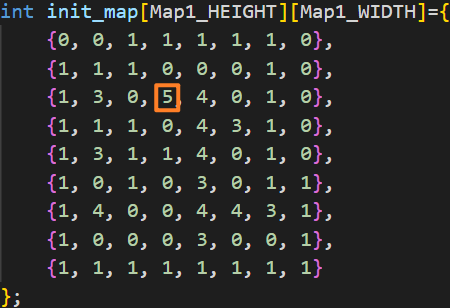 int init_map[Map1_HEIGHT][Map1_WIDTH]={
{0, 0, 1, 1, 1, 1, 1, 0},
{1, 1, 1, 0, 0, 0, 1, 0},
{1, 3, 0, 5, 4, 0, 1, 0},
{1, 1, 1, 0, 4, 3, 1, 0},
{1, 3, 1, 1, 4, 0, 1, 0},
{1, 0, 1, 0, 3, 0, 1, 1},
{1, 4, 0, 0, 4, 4, 3, 1},
{1, 0, 0, 0, 3, 0, 0, 1},
{1, 1, 1, 1, 1, 1, 1, 1}
};